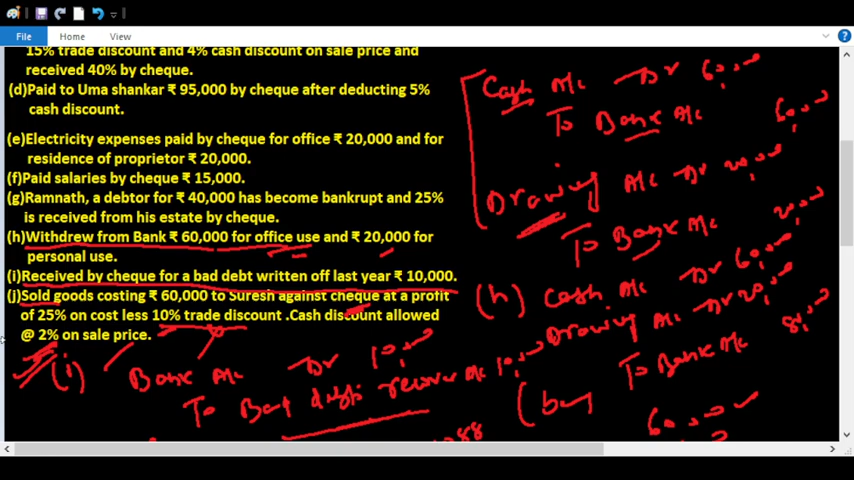 File Home View
15% trade discount and 4% cash discount on sale price and
received 40% by cheque.
(d)Paid to Uma shankar ₹ 95,000 by cheque after deducting 5%
cash discount.
(e)Electricity expenses paid by cheque for office ₹ 20,000 and for
residence of proprietor ₹ 20,000.
(f)Paid salaries by cheque ₹ 15,000.
(g)Ramnath, a debtor for ₹ 40,000 has become bankrupt and 25%
is received from his estate by cheque.
(h)Withdrew from Bank ₹ 60,000 for office use and ₹ 20,000 for
personal use.
(i)Received by cheque for a bad debt written off last year ₹ 10,000.
(j)Sold goods costing ₹ 60,000 to Suresh against cheque at a profit
of 25% on cost less 10% trade discount .Cash discount allowed
@ 2% on sale price.
Cash A/c Dr 60,000
To Bank A/c 60,000
Drawing A/c Dr 20,000
To Bank A/c 20,000
(h) Cash A/c Dr 60,000
Drawing A/c Dr 20,000
To Bank A/c 80,000
(i) Bank A/c Dr 10,000
To Bad debts recover A/c 10,000
60,000